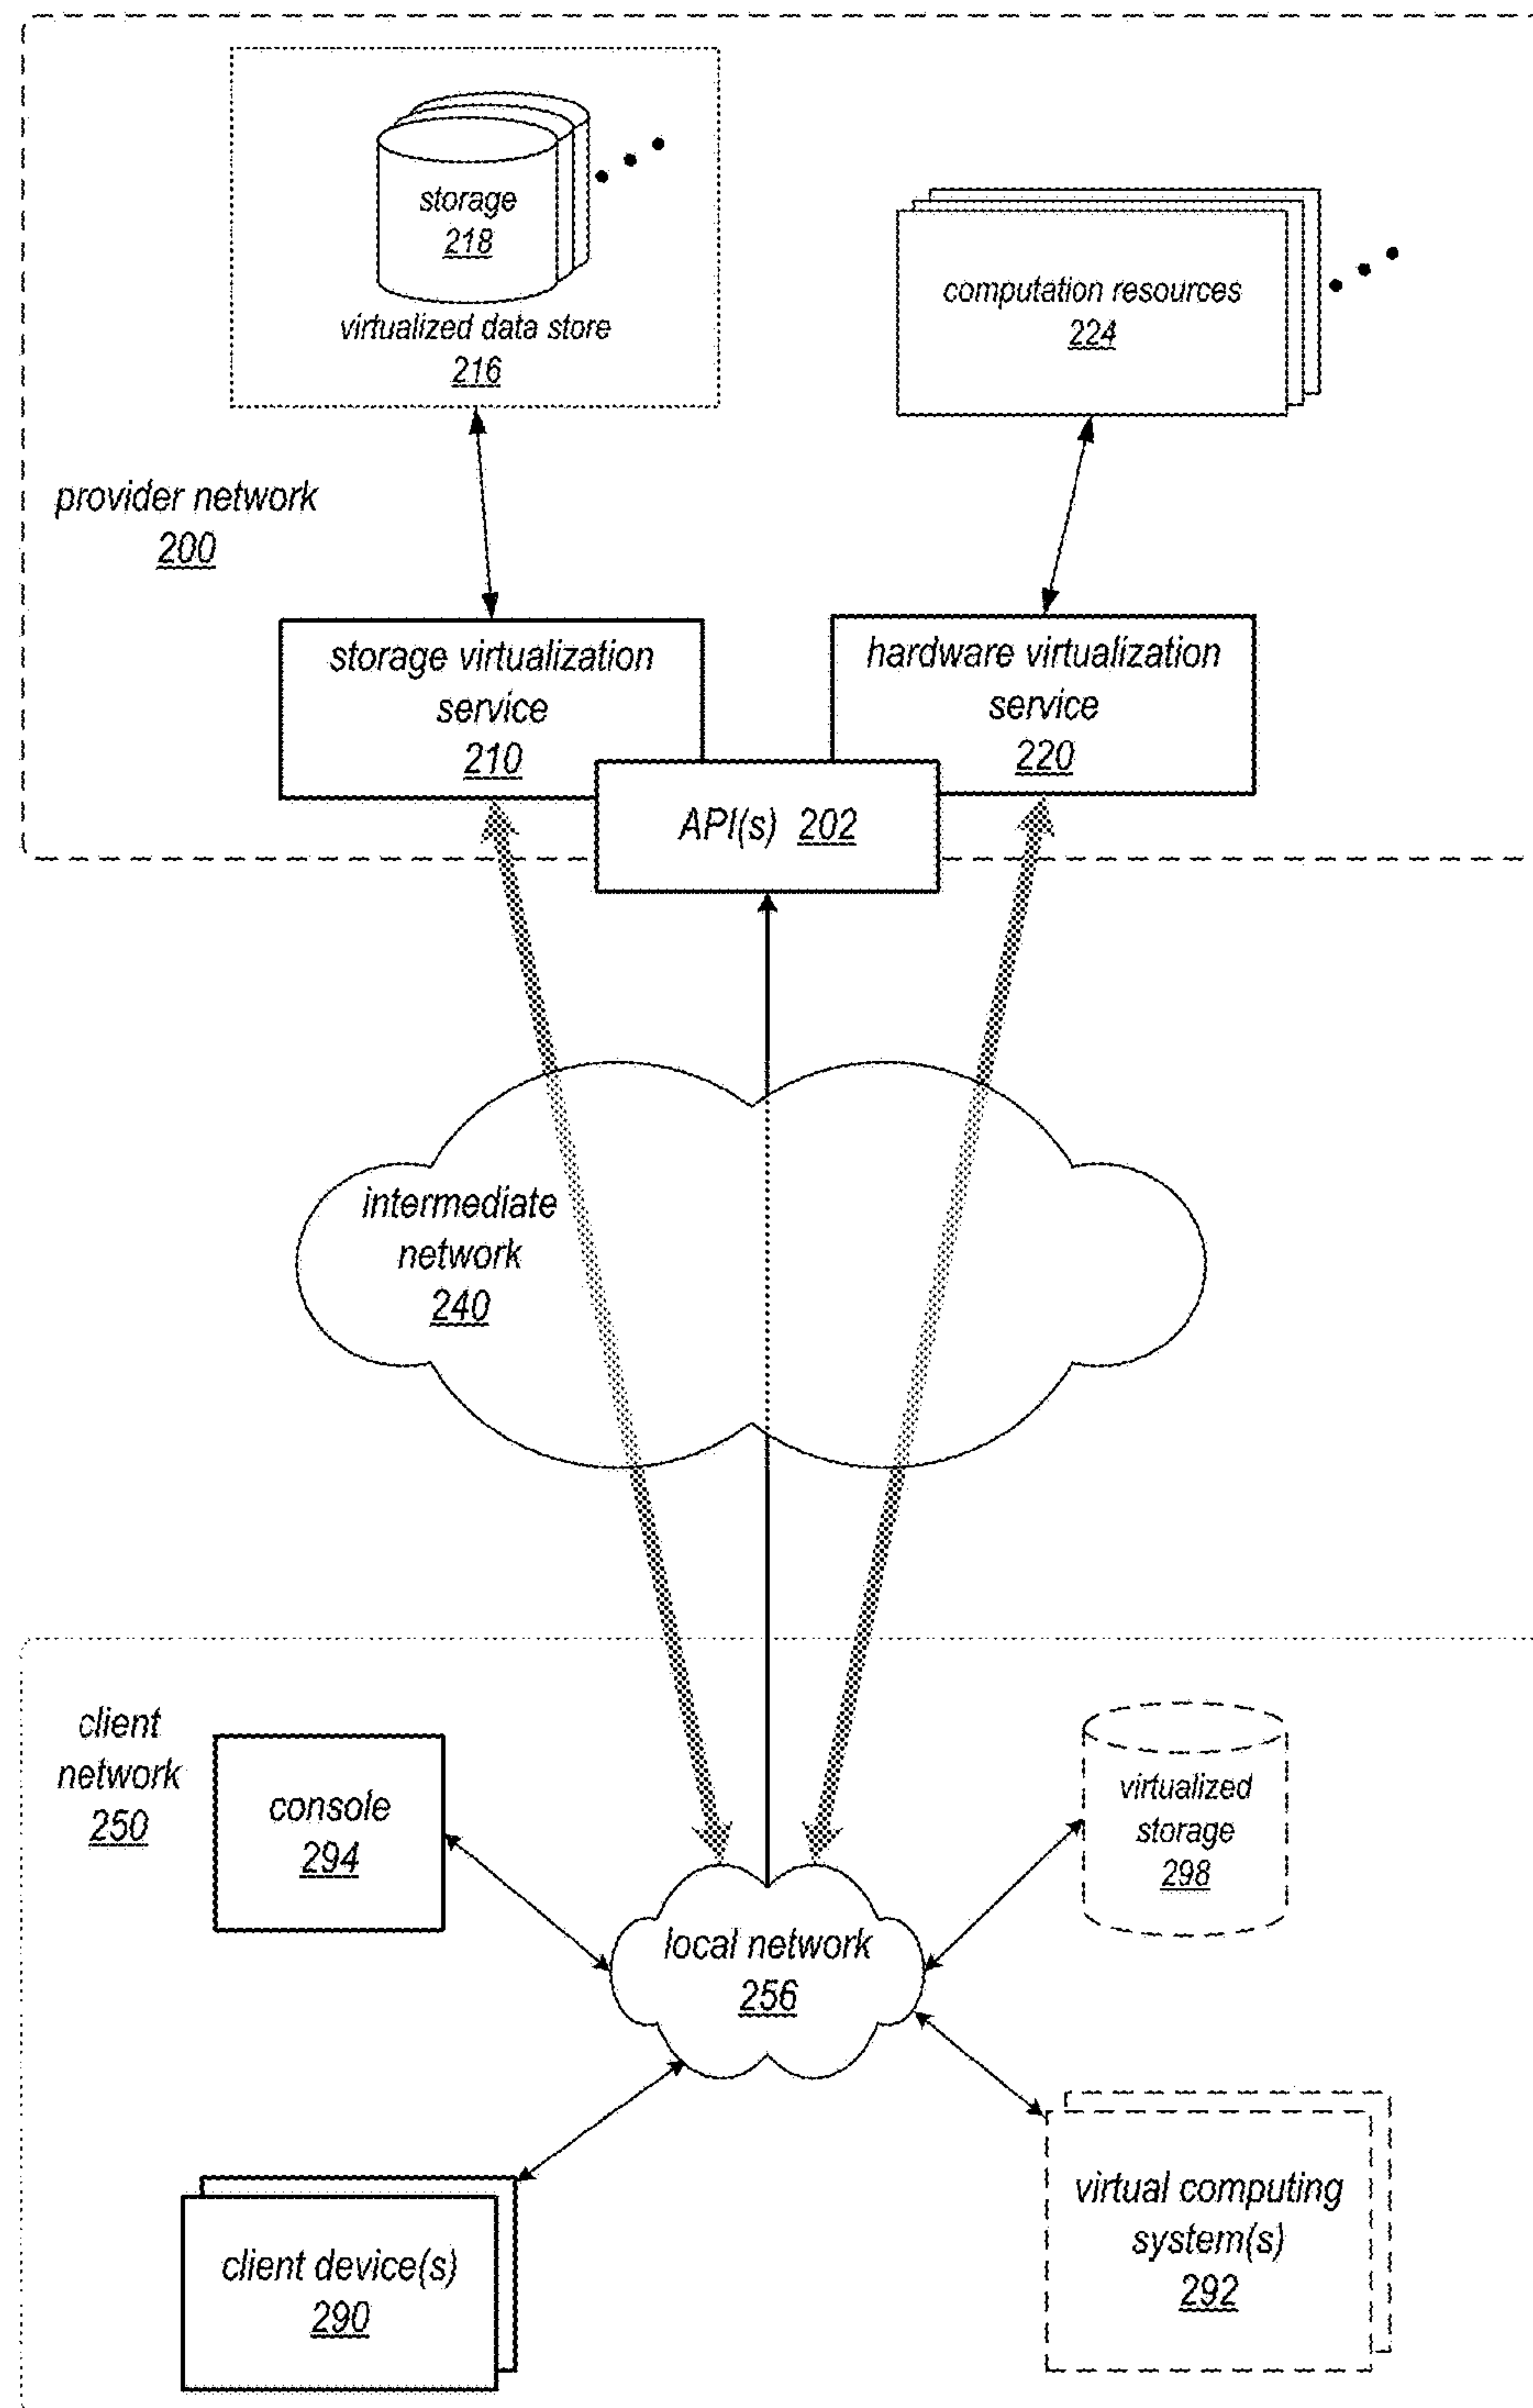 storage
218
virtualized data store
216
computation resources
224
provider network
200
storage virtualization
service
210
hardware virtualization
service
220
API(s) 202
intermediate
network
240
client
network
250
console
294
virtualized
storage
298
local network
256
client device(s)
290
virtual computing
system(s)
292